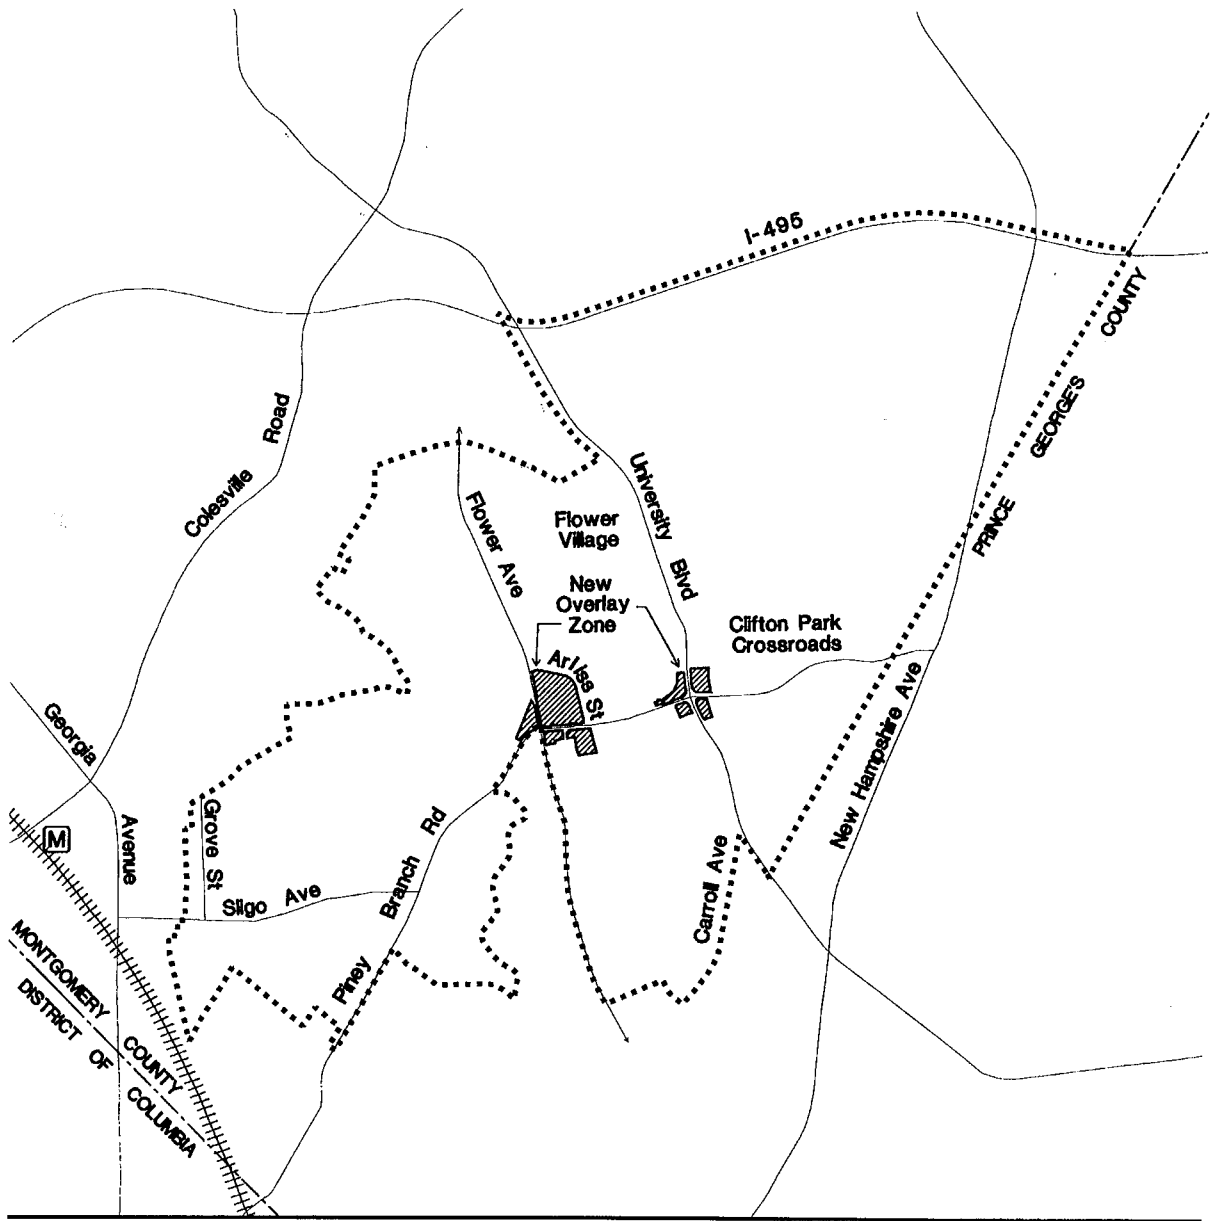 I-495
COUNTY
GEORGE'S
PRINCE
Road
Colesville
University
Blvd
Flower Ave
Flower
Village
New
Overlay
Zone
Clifton Park
Crossroads
Arliss St
Georgia
Avenue
New Hampshire Ave
Grove St
M
Rd
Branch
Piney
Sligo Ave
Carroll Ave
MONTGOMERY COUNTY
DISTRICT OF COLUMBIA